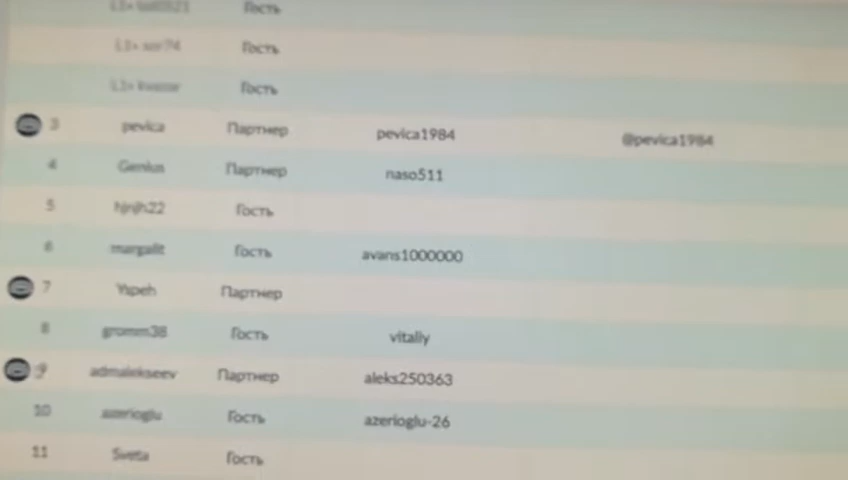 Гость
Гость
Гость
3 pevica Партнер pevica1984 @pevica1984
4 Genius Партнер naso511
5 Гость
6 margalit Гость avans1000000
7 Yspeh Партнер
8 gromm38 Гость vitaliy
9 admalekseev Партнер aleks250363
10 azerioglu Гость azerioglu-26
11 Sveta Гость